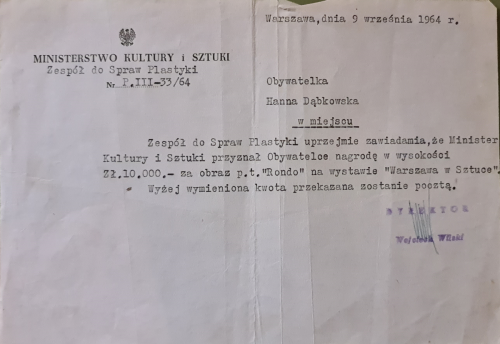 Warszawa, dnia 9 września 1964 r.
MINISTERSTWO KULTURY i SZTUKI
Zespół do Spraw Plastyki
Nr P.III-33/64
Obywatelka
Hanna Dąbkowska
w miejscu
Zespół do Spraw Plastyki uprzejmie zawiadamia, że Minister
Kultury i Sztuki przyznał Obywatelce nagrodę w wysokości
Zł.10,000.- za obraz p.t."Rondo" na wystawie "Warszawa w Sztuce".
Wyżej wymieniona kwota przekazana zostanie pocztą.
DYREKTOR
Wojciech Wilski